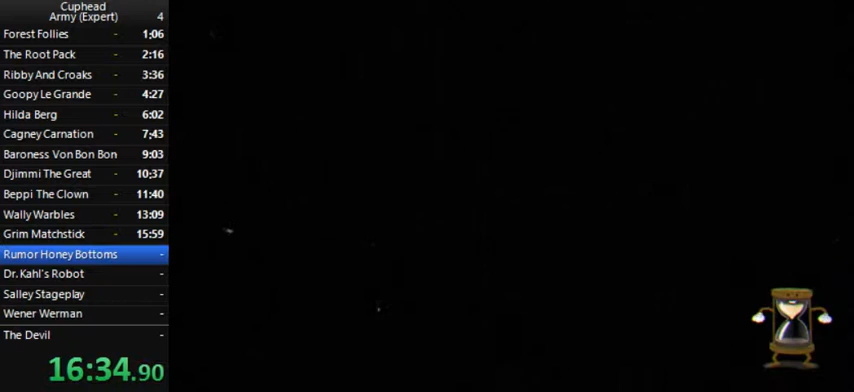 Cuphead
Army (Expert) 4
Forest Follies - 1;06
The Root Pack - 2:16
Ribby And Croaks - 3:36
Goopy Le Grande - 4:27
Hilda Berg - 6:02
Cagney Carnation - 7;43
Baroness Von Bon Bon 9:03
Djimmi The Great - 10;37
Beppi The Clown - 11:40
Wally Warbles - 13:09
Grim Matchstick - 15:59
Rumor Honey Bottoms -
Dr. Kahl's Robot -
Salley Stageplay -
Wener Werman -
The Devil -
16:34.90